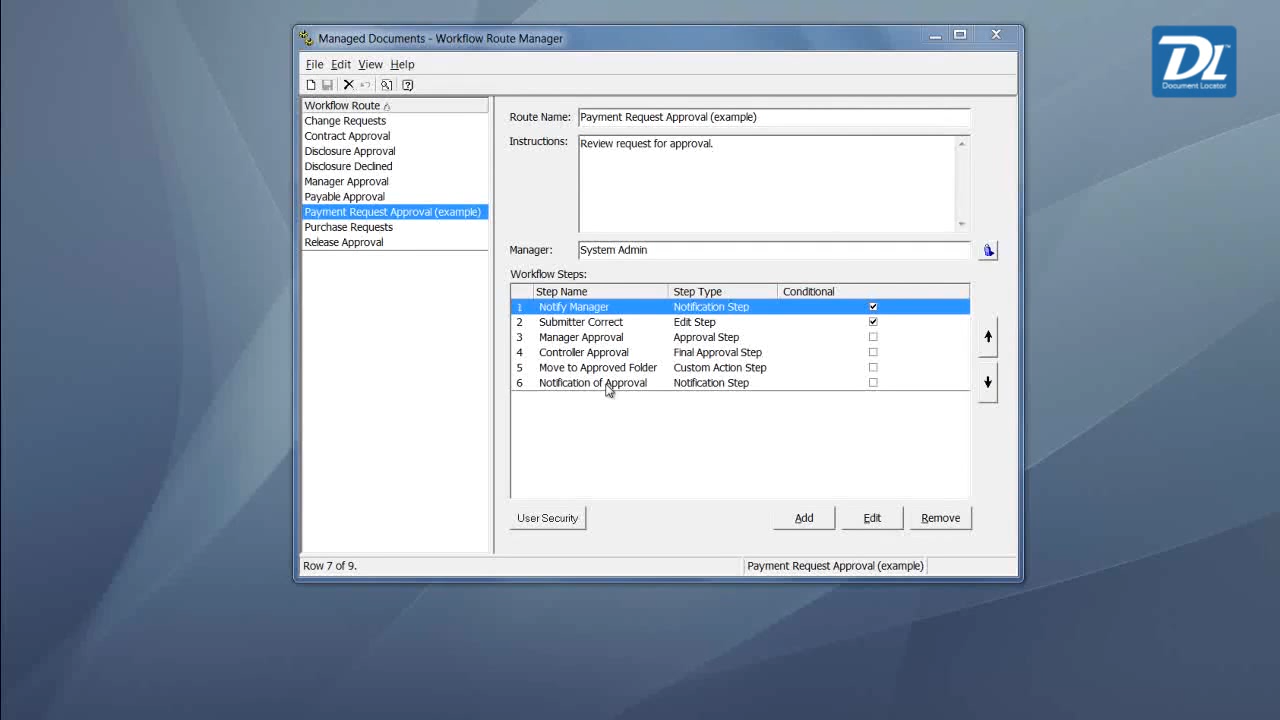 Managed Documents - Workflow Route Manager
DL™
Document Locator
File Edit View Help
Workflow Route
Change Requests
Contract Approval
Disclosure Approval
Disclosure Declined
Manager Approval
Payable Approval
Payment Request Approval (example)
Purchase Requests
Release Approval
Route Name: Payment Request Approval (example)
Instructions: Review request for approval.
Manager: System Admin
Workflow Steps:
Step Name Step Type Conditional
1 Notify Manager Notification Step
2 Submitter Correct Edit Step
3 Manager Approval Approval Step
4 Controller Approval Final Approval Step
5 Move to Approved Folder Custom Action Step
6 Notification of Approval Notification Step
User Security Add Edit Remove
Row 7 of 9. Payment Request Approval (example)